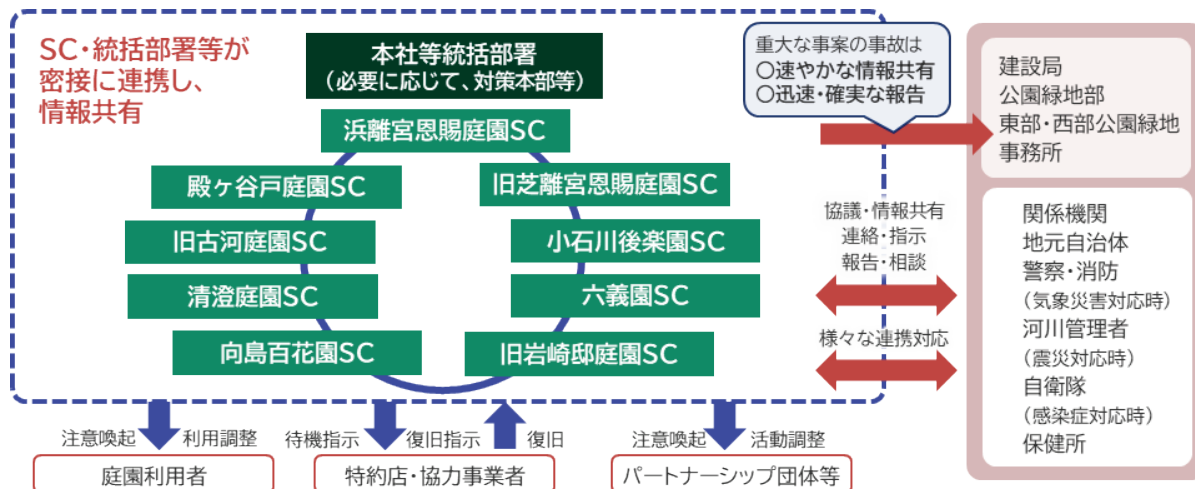 SC・統括部署等が
密接に連携し、
情報共有
本社等統括部署
(必要に応じて、対策本部等)
浜離宮恩賜庭園SC
殿ヶ谷戸庭園SC
旧芝離宮恩賜庭園SC
旧古河庭園SC
小石川後楽園SC
清澄庭園SC
六義園SC
向島百花園SC
旧岩崎邸庭園SC
重大な事案の事故は
〇速やかな情報共有
〇迅速・確実な報告
建設局
公園緑地部
東部・西部公園緑地
事務所
協議・情報共有
連絡・指示
報告・相談
様々な連携対応
関係機関
地元自治体
警察・消防
(気象災害対応時)
河川管理者
(震災対応時)
自衛隊
(感染症対応時)
保健所
注意喚起
利用調整
庭園利用者
待機指示
復旧指示
復旧
特約店・協力事業者
注意喚起
活動調整
パートナーシップ団体等